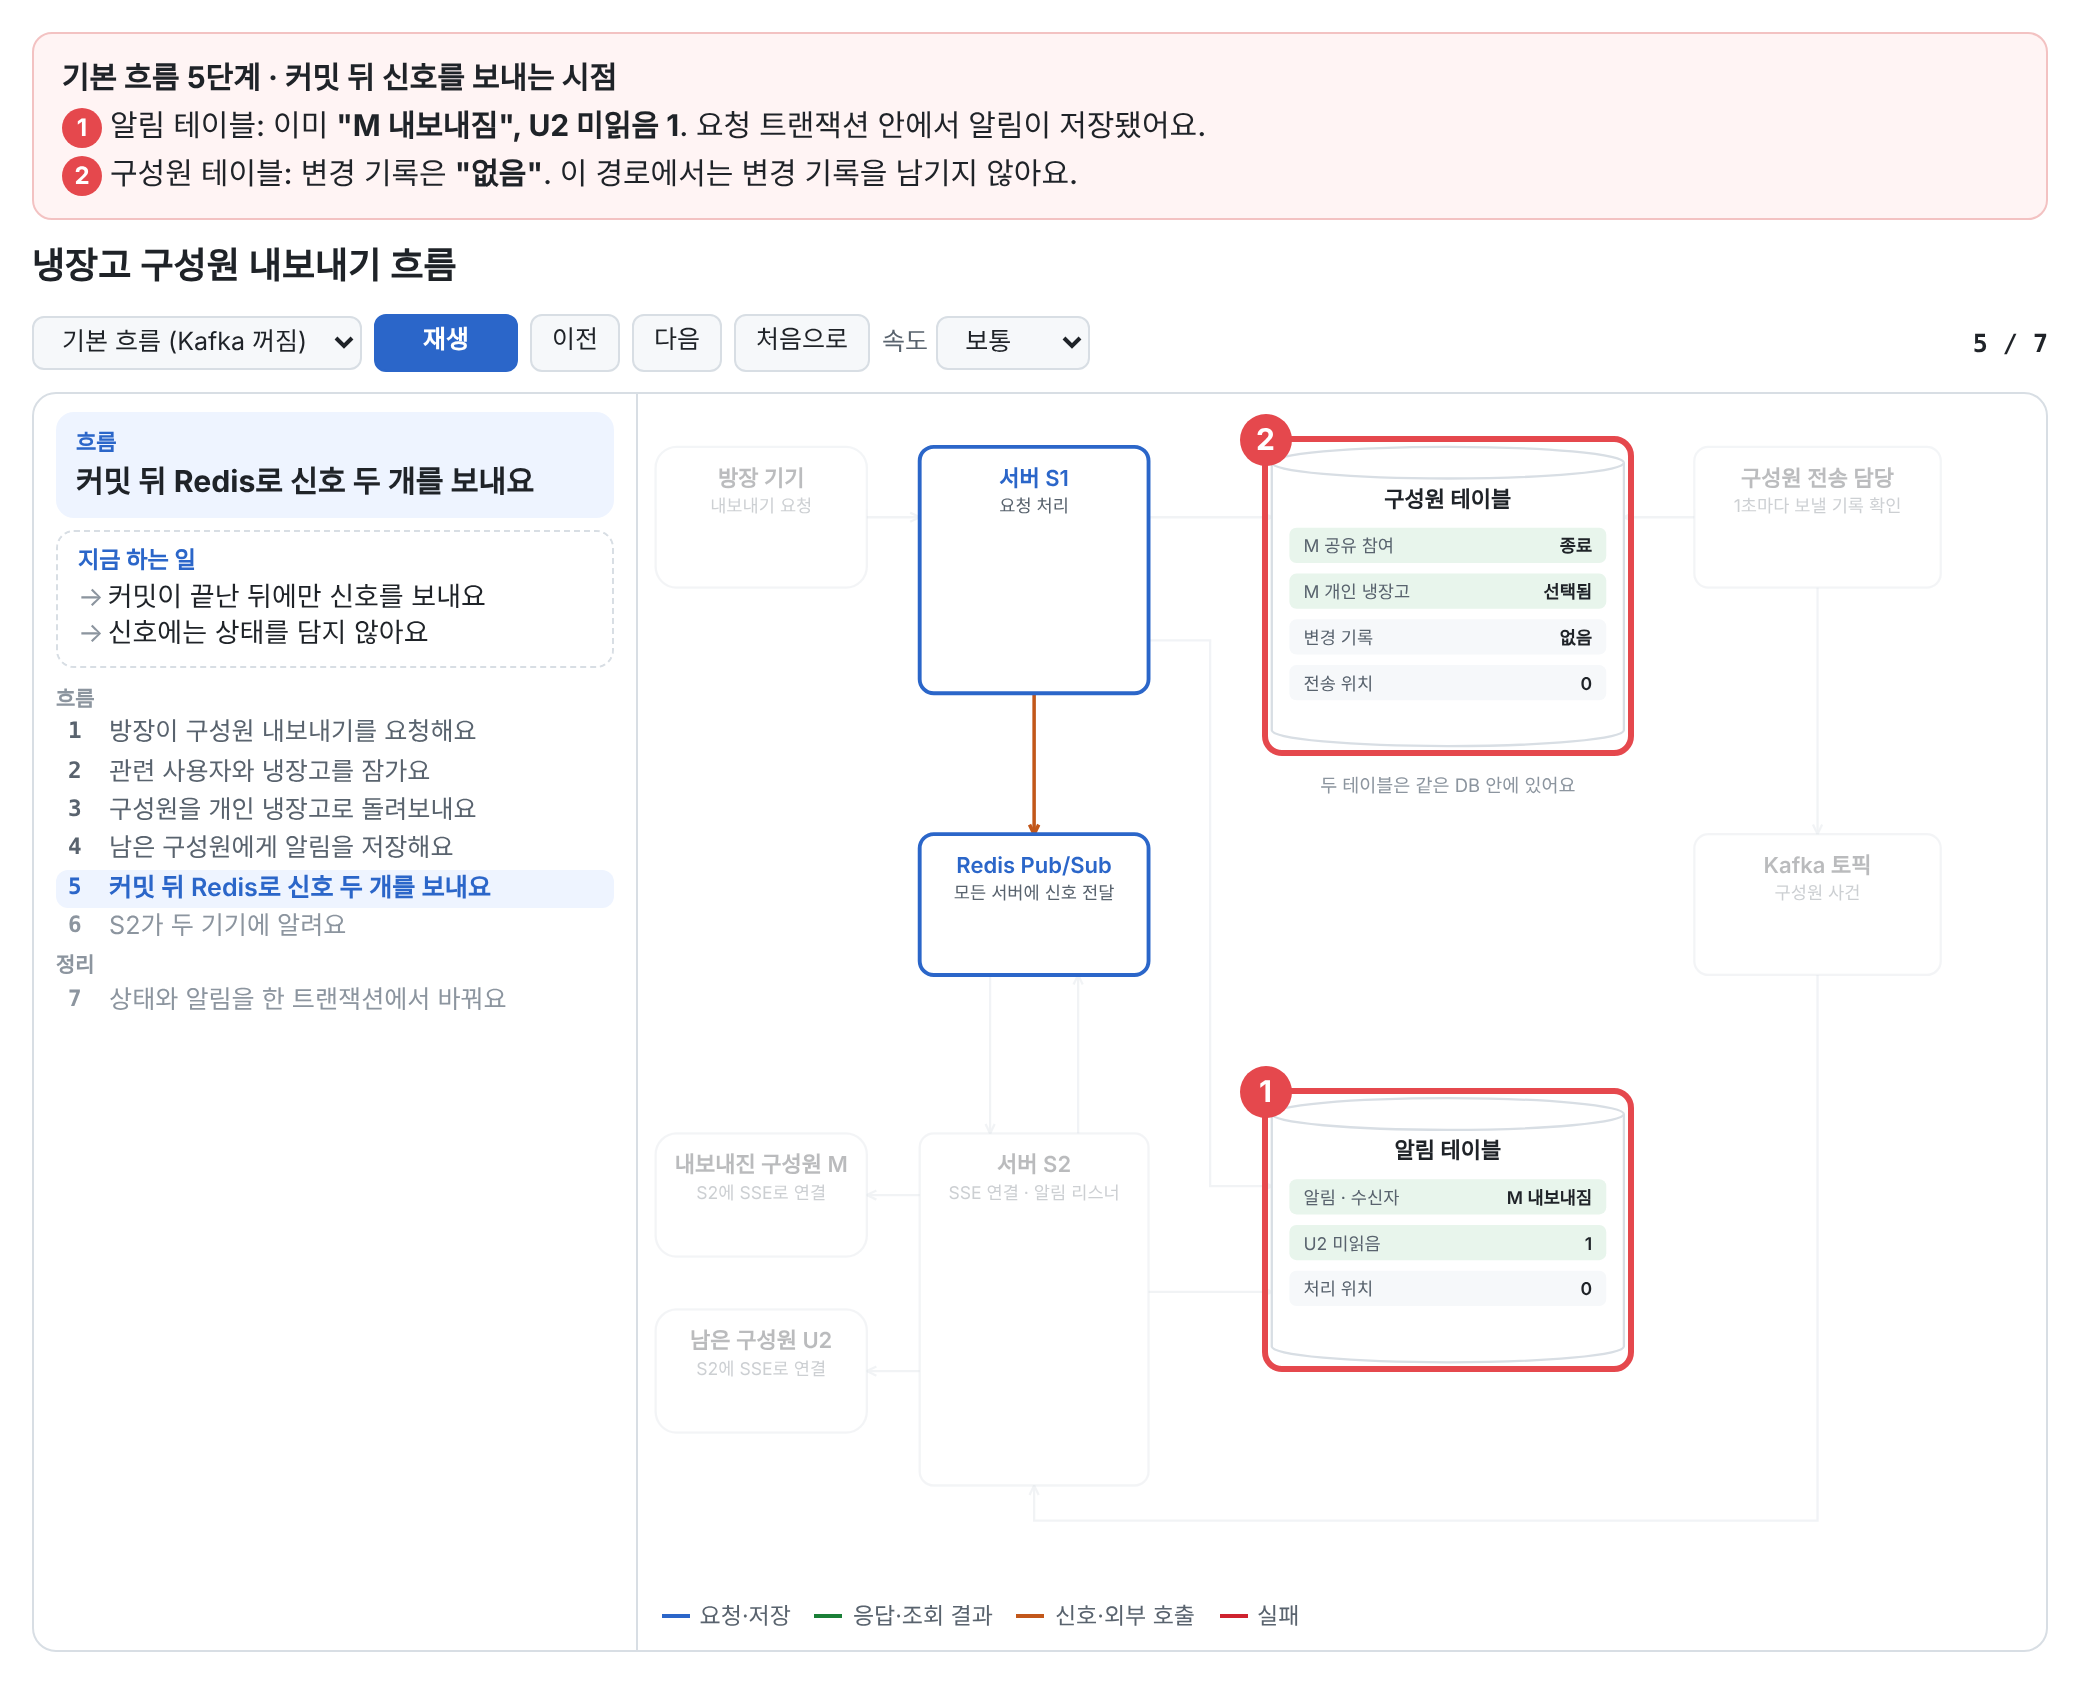 기본 흐름 5단계 · 커밋 뒤 신호를 보내는 시점
1 알림 테이블: 이미 "M 내보내짐", U2 미읽음 1. 요청 트랜잭션 안에서 알림이 저장됐어요.
2 구성원 테이블: 변경 기록은 "없음". 이 경로에서는 변경 기록을 남기지 않아요.
냉장고 구성원 내보내기 흐름
기본 흐름 (Kafka 꺼짐) 재생 이전 다음 처음으로 속도 보통 5 / 7
흐름
커밋 뒤 Redis로 신호 두 개를 보내요
지금 하는 일
→ 커밋이 끝난 뒤에만 신호를 보내요
→ 신호에는 상태를 담지 않아요
흐름
1 방장이 구성원 내보내기를 요청해요
2 관련 사용자와 냉장고를 잠가요
3 구성원을 개인 냉장고로 돌려보내요
4 남은 구성원에게 알림을 저장해요
5 커밋 뒤 Redis로 신호 두 개를 보내요
6 S2가 두 기기에 알려요
정리
7 상태와 알림을 한 트랜잭션에서 바꿔요
방장 기기
내보내기 요청
서버 S1
요청 처리
2
구성원 테이블
M 공유 참여 종료
M 개인 냉장고 선택됨
변경 기록 없음
전송 위치 0
두 테이블은 같은 DB 안에 있어요
구성원 전송 담당
1초마다 보낼 기록 확인
Redis Pub/Sub
모든 서버에 신호 전달
Kafka 토픽
구성원 사건
내보내진 구성원 M
S2에 SSE로 연결
서버 S2
SSE 연결 · 알림 리스너
1
알림 테이블
알림 · 수신자 M 내보내짐
U2 미읽음 1
처리 위치 0
남은 구성원 U2
S2에 SSE로 연결
요청·저장 응답·조회 결과 신호·외부 호출 실패